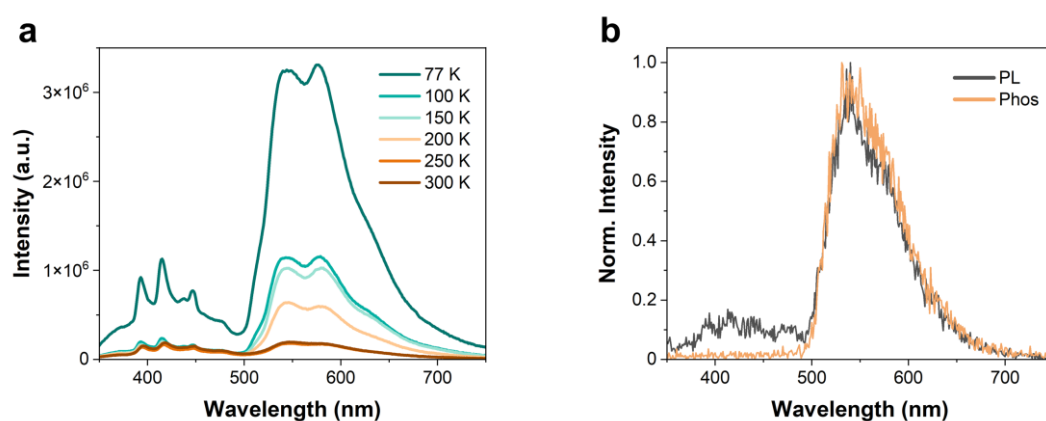 a
Intensity (a.u.)
3×10⁶
2×10⁶
1×10⁶
0
400
500
600
700
Wavelength (nm)
77 K
100 K
150 K
200 K
250 K
300 K
b
Norm. Intensity
1.0
0.8
0.6
0.4
0.2
0
400
500
600
700
Wavelength (nm)
PL
Phos